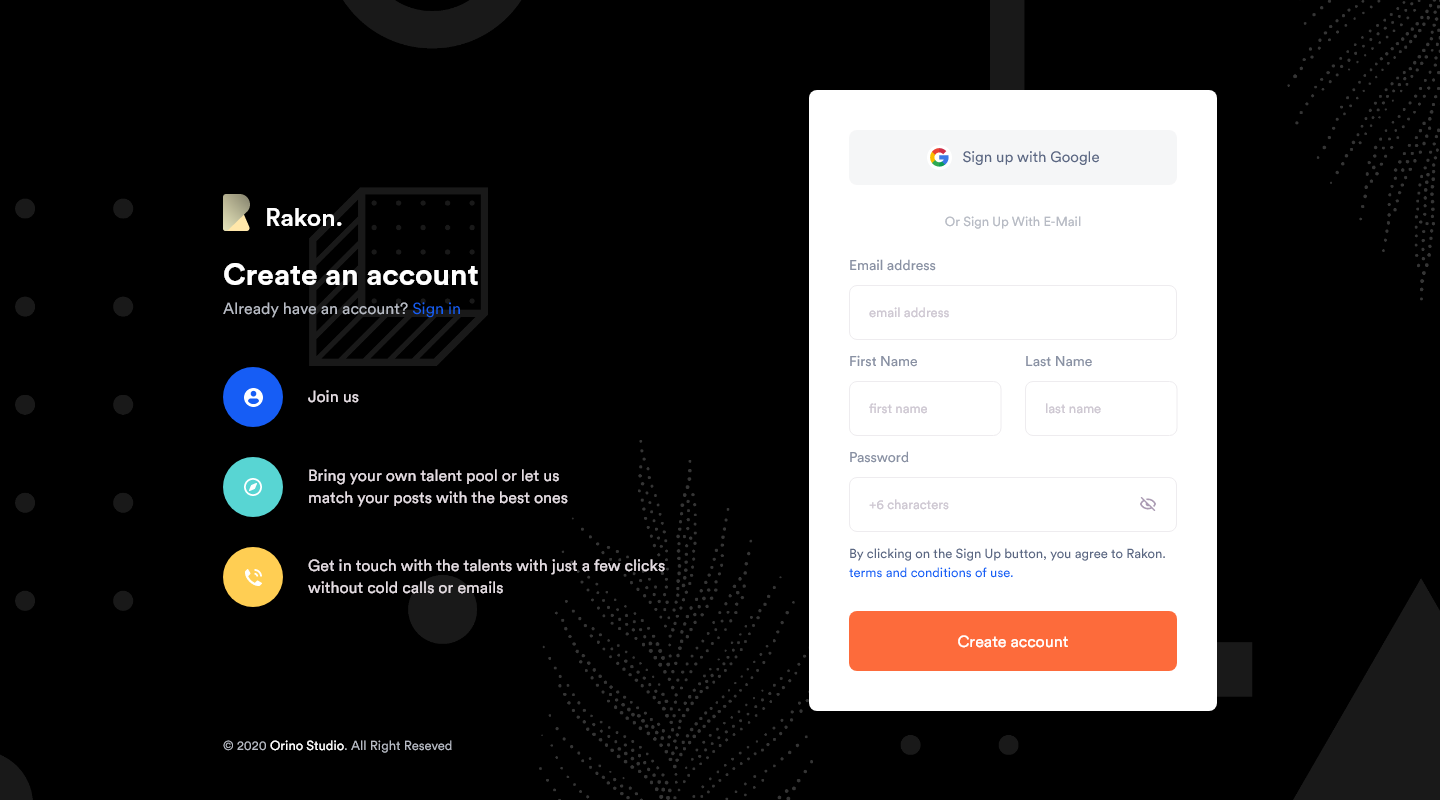 Rakon.
Create an account
Already have an account? Sign in
Join us
Bring your own talent pool or let us
match your posts with the best ones
Get in touch with the talents with just a few clicks
without cold calls or emails
© 2020 Orino Studio. All Right Reseved
Sign up with Google
Or Sign Up With E-Mail
Email address
email address
First Name
Last Name
first name
last name
Password
+6 characters
By clicking on the Sign Up button, you agree to Rakon.
terms and conditions of use.
Create account